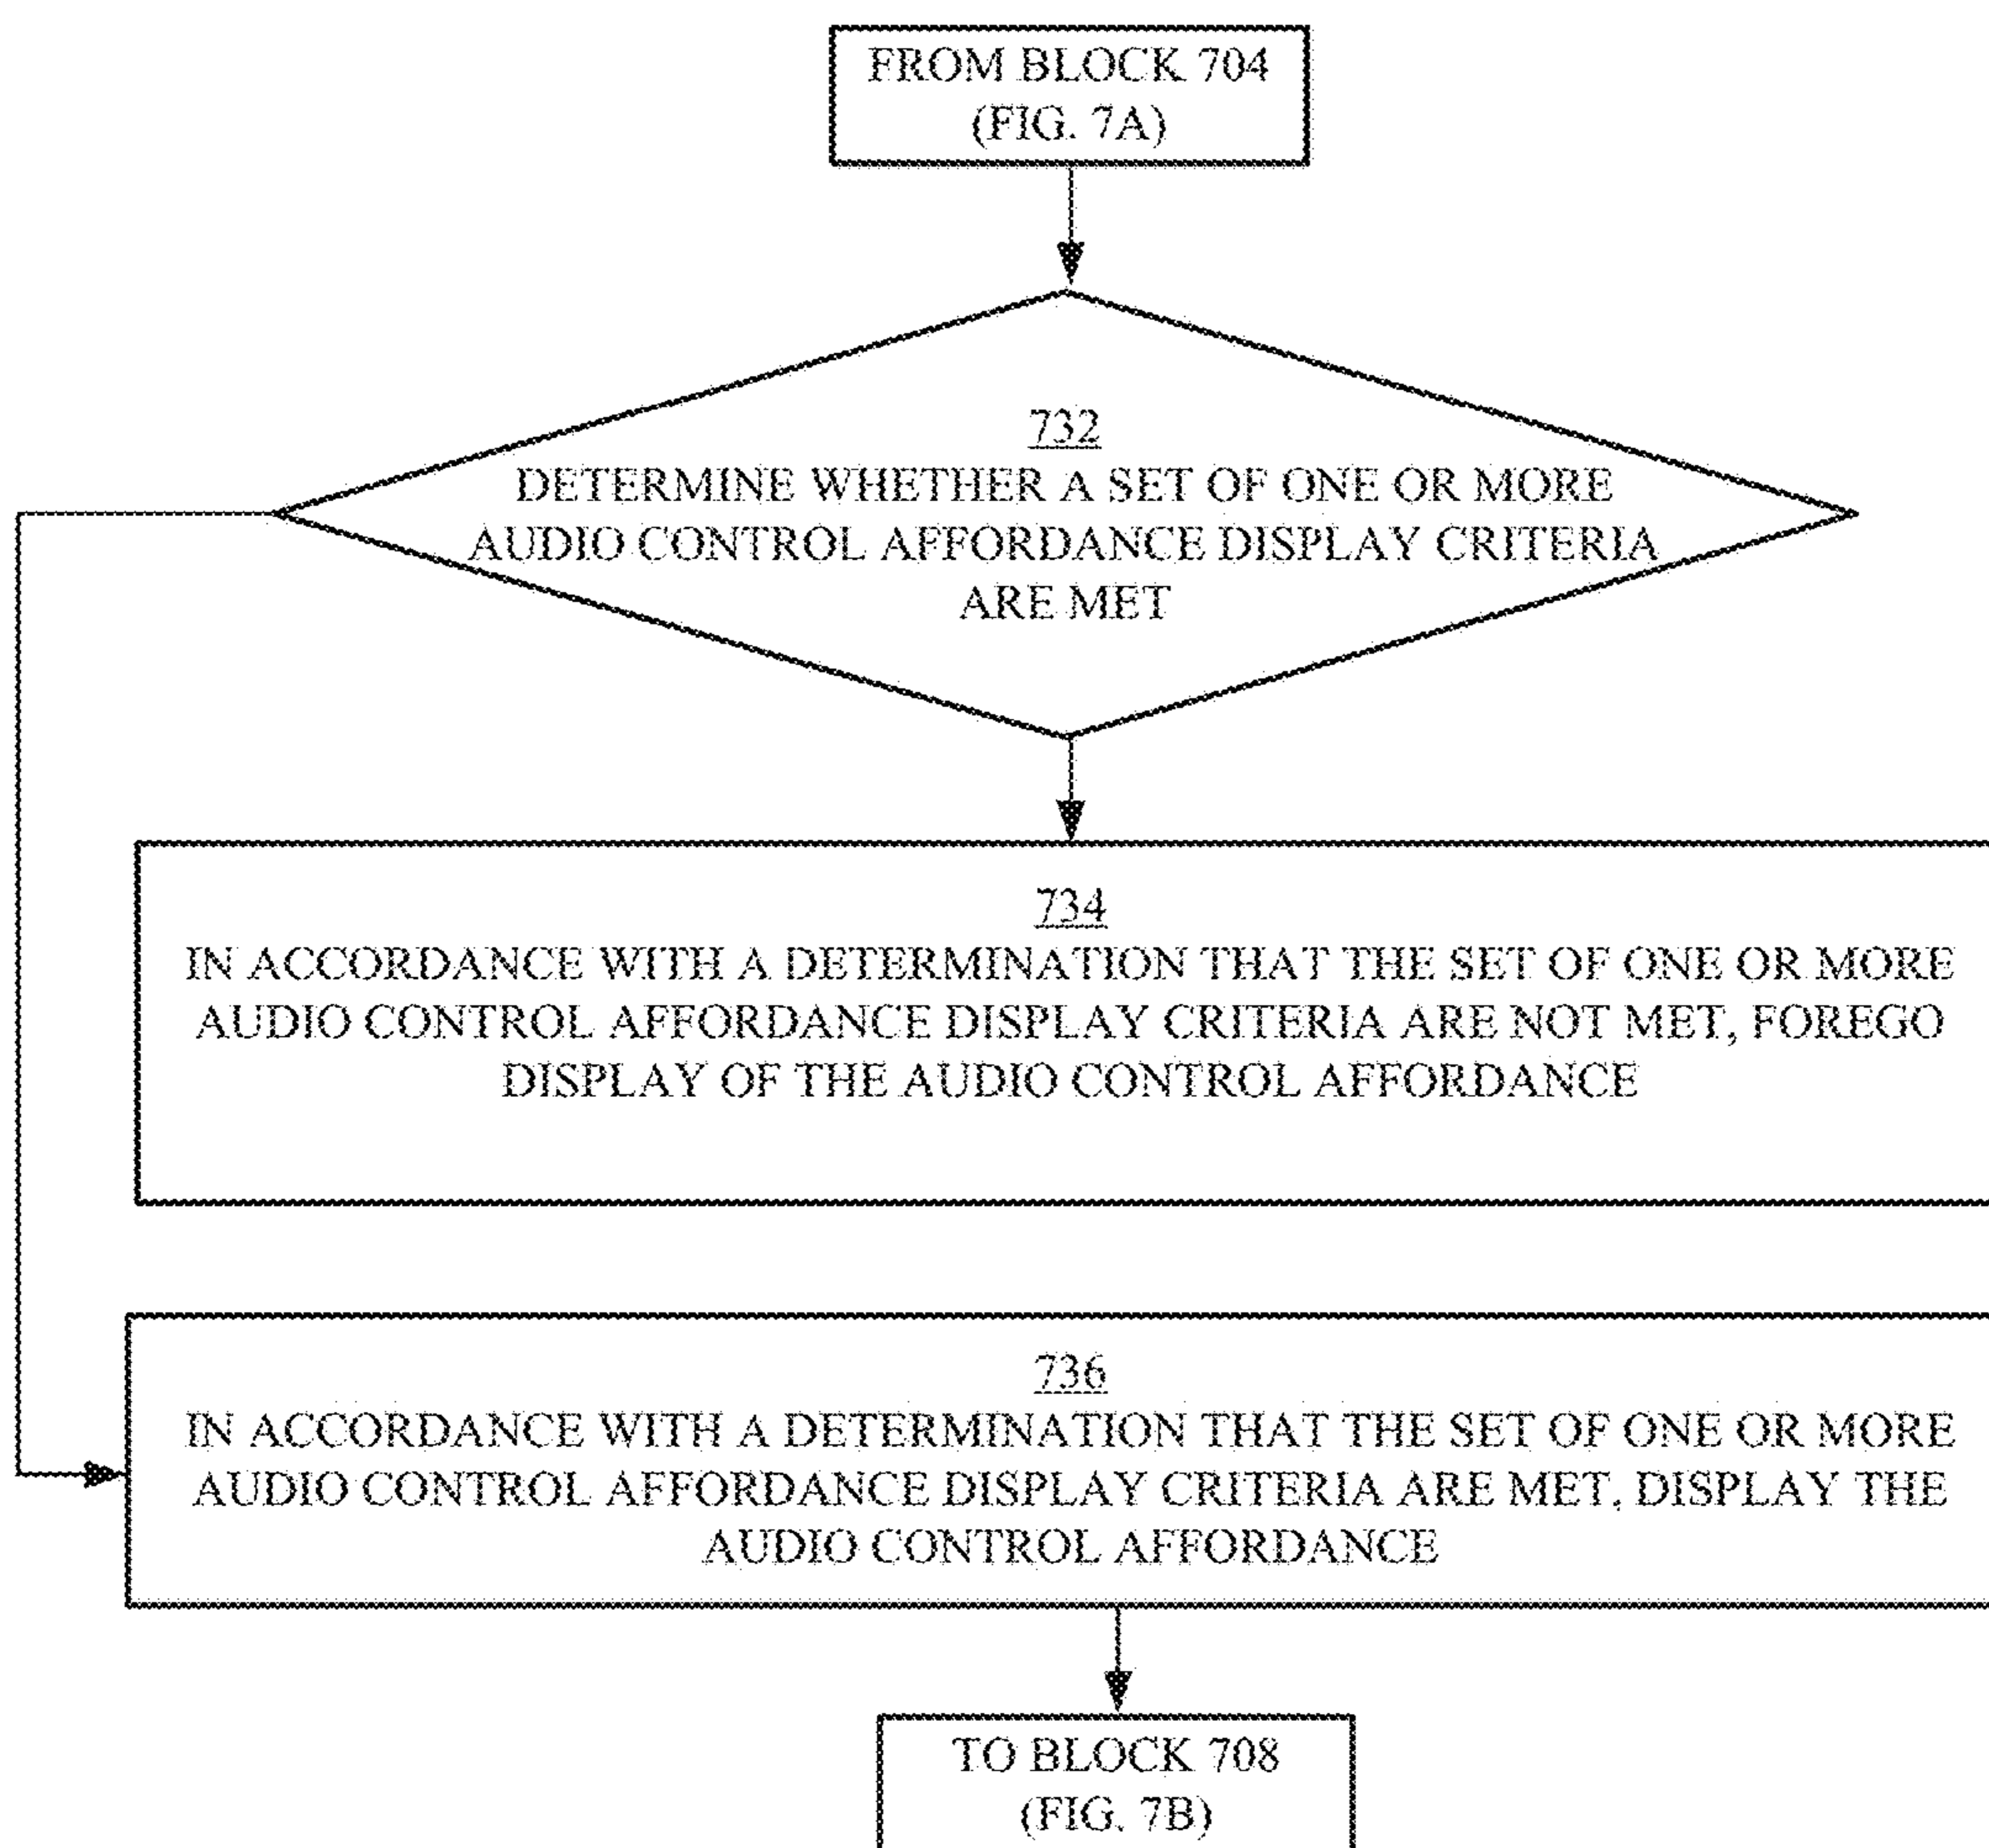 FROM BLOCK 704
(FIG. 7A)
732
DETERMINE WHETHER A SET OF ONE OR MORE
AUDIO CONTROL AFFORDANCE DISPLAY CRITERIA
ARE MET
734
IN ACCORDANCE WITH A DETERMINATION THAT THE SET OF ONE OR MORE
AUDIO CONTROL AFFORDANCE DISPLAY CRITERIA ARE NOT MET, FOREGO
DISPLAY OF THE AUDIO CONTROL AFFORDANCE
736
IN ACCORDANCE WITH A DETERMINATION THAT THE SET OF ONE OR MORE
AUDIO CONTROL AFFORDANCE DISPLAY CRITERIA ARE MET, DISPLAY THE
AUDIO CONTROL AFFORDANCE
TO BLOCK 708
(FIG. 7B)